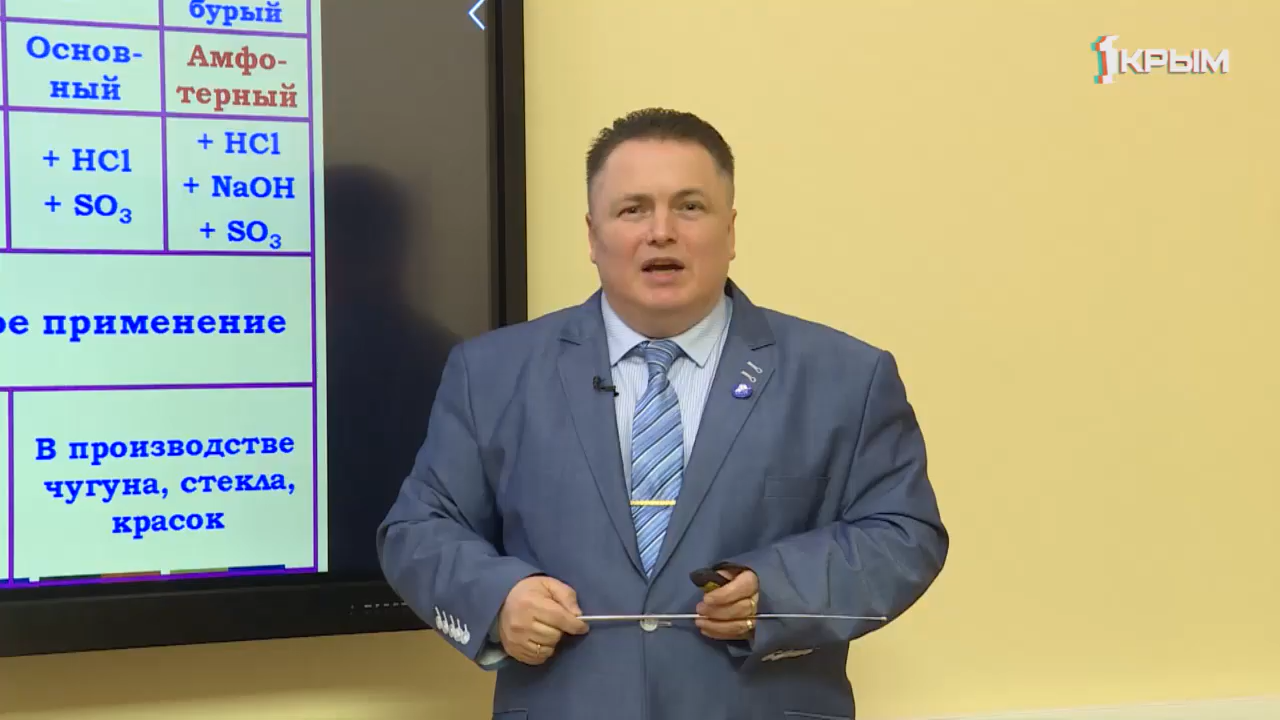 бурый
Основ-
ный
Амфо-
терный
+ HCl
+ SO₃
+ HCl
+ NaOH
+ SO₃
применение
В производстве
чугуна, стекла,
красок
1КРЫМ